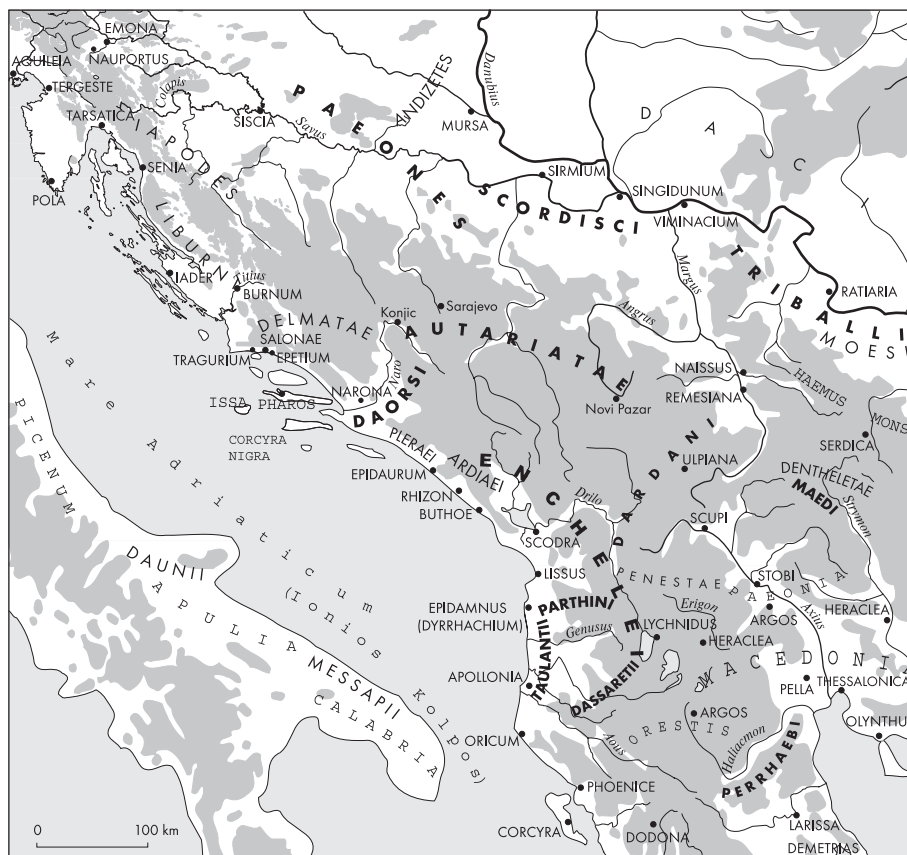 EMONA
AQUILEIA
NAUPORTUS
TERGESTE
Colapis
TARSATICA
SISCIA
Savus
IAPODES
SENIA
POLA
LIBURNI
IADER
Titius
BURNUM
PAEONES
ANDIZETES
Danubius
MURSA
DACI
SIRMIUM
SINGIDUNUM
VIMINACIUM
SCORDISCI
TRIBALLI
Margus
RATIARIA
MOESI
DELMATAE
Konjic
Sarajevo
SALONAE
TRAGURIUM
EPETIUM
AUTARIATAE
Angrus
NAISSUS
HAEMUS
MONS
REMESIANA
Novi Pazar
ISSA
PHAROS
NARONA
Naro
DAORSI
CORCYRA
NIGRA
PLERAEI
ARDIAEI
EPIDAURUM
RHIZON
BUTHOE
ENCHELEI
DARDANI
ULPIANA
SERDICA
DENTHELETAE
MAEDI
Strymon
Drilo
SCUPI
SCODRA
LISSUS
PENESTAE
PAEONIA
STOBI
Mare Adriaticum
(Ionios Kolpos)
PICENUM
DAUNII
APULIA
MESSAPII
CALABRIA
EPIDAMNUS
(DYRRHACHIUM)
PARTHINI
TAULANTII
Genusus
Erigon
LYCHNIDUS
HERACLEA
ARGOS
Axius
HERACLEA
MACEDONIA
APOLLONIA
DASSARETII
PELLA
THESSALONICA
ORICUM
Aous
ORESTIS
ARGOS
Haliacmon
PERRHAEBI
OLYNTHU
PHOENICE
CORCYRA
DODONA
LARISSA
DEMETRIAS
0 100 km